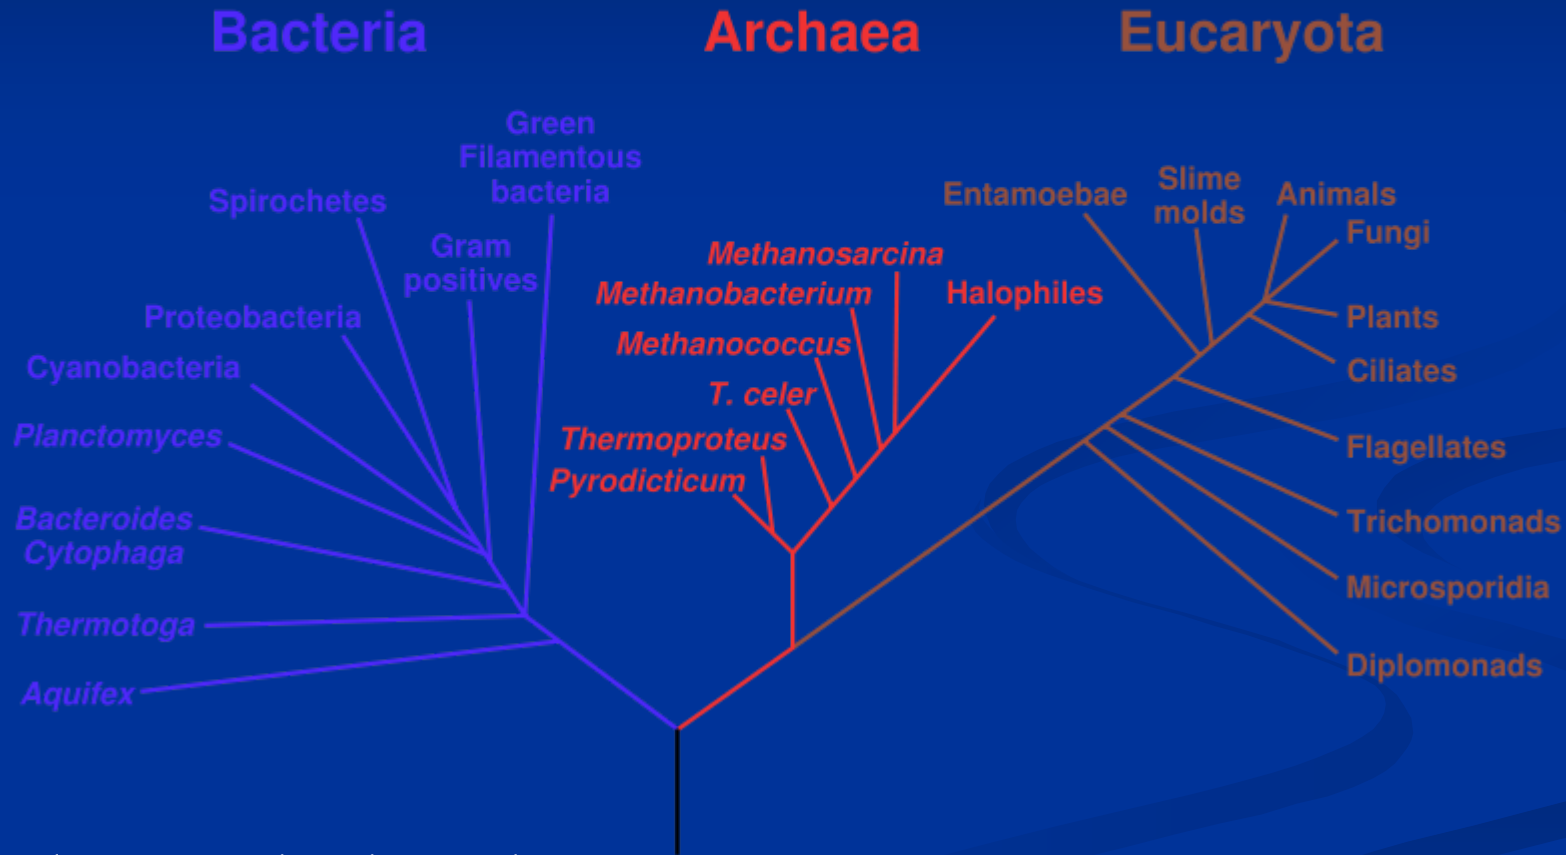 Bacteria
Archaea
Eucaryota
Green
Filamentous
bacteria
Spirochetes
Gram
positives
Proteobacteria
Cyanobacteria
Planctomyces
Bacteroides
Cytophaga
Thermotoga
Aquifex
Methanosarcina
Methanobacterium
Halophiles
Methanococcus
T. celer
Thermoproteus
Pyrodicticum
Entamoebae
Slime
molds
Animals
Fungi
Plants
Ciliates
Flagellates
Trichomonads
Microsporidia
Diplomonads